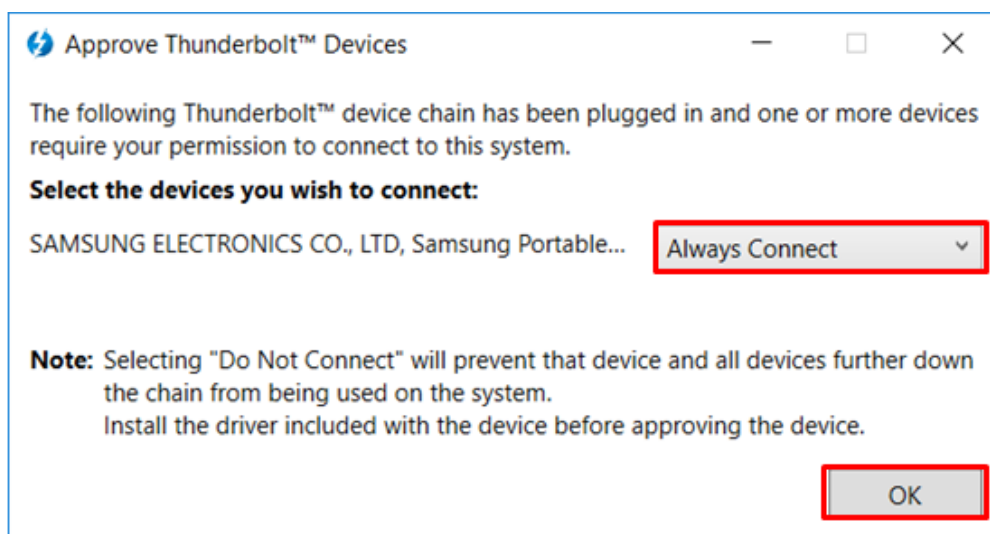 Approve Thunderbolt™ Devices
The following Thunderbolt™ device chain has been plugged in and one or more devices
require your permission to connect to this system.
Select the devices you wish to connect:
SAMSUNG ELECTRONICS CO., LTD, Samsung Portable... Always Connect
Note: Selecting "Do Not Connect" will prevent that device and all devices further down
the chain from being used on the system.
Install the driver included with the device before approving the device.
OK